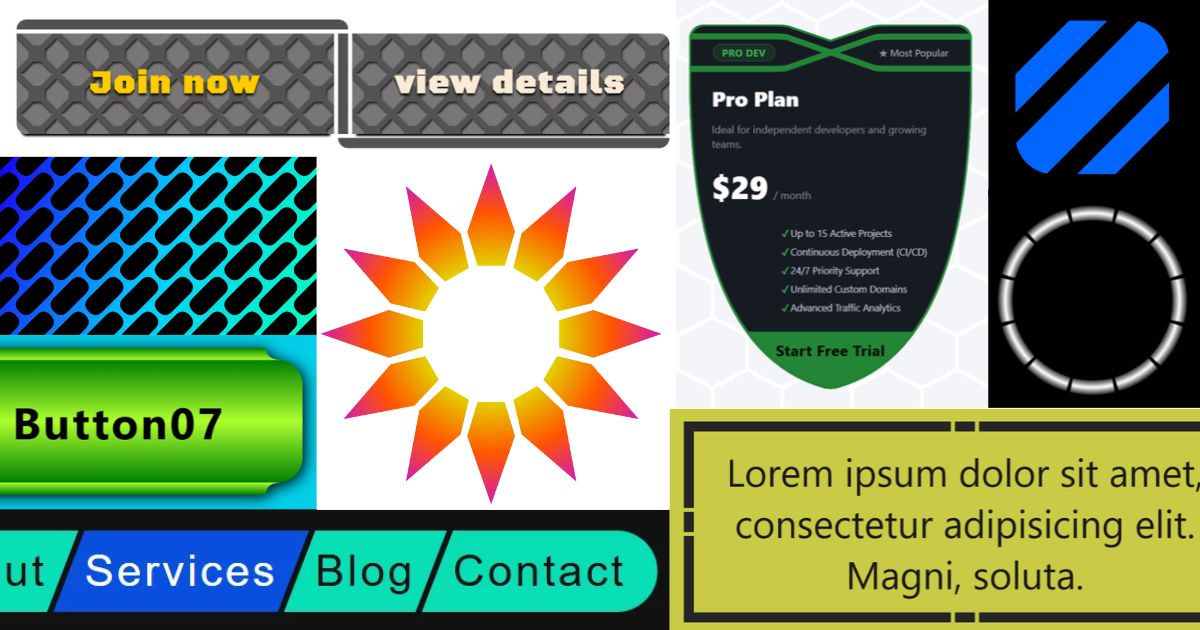 Join now
view details
PRO DEV
★ Most Popular
Pro Plan
Ideal for independent developers and growing
teams.
$29 / month
✓Up to 15 Active Projects
✓Continuous Deployment (CI/CD)
✓24/7 Priority Support
✓Unlimited Custom Domains
✓Advanced Traffic Analytics
Start Free Trial
Button07
Lorem ipsum dolor sit amet,
consectetur adipisicing elit.
Magni, soluta.
ut
Services
Blog
Contact